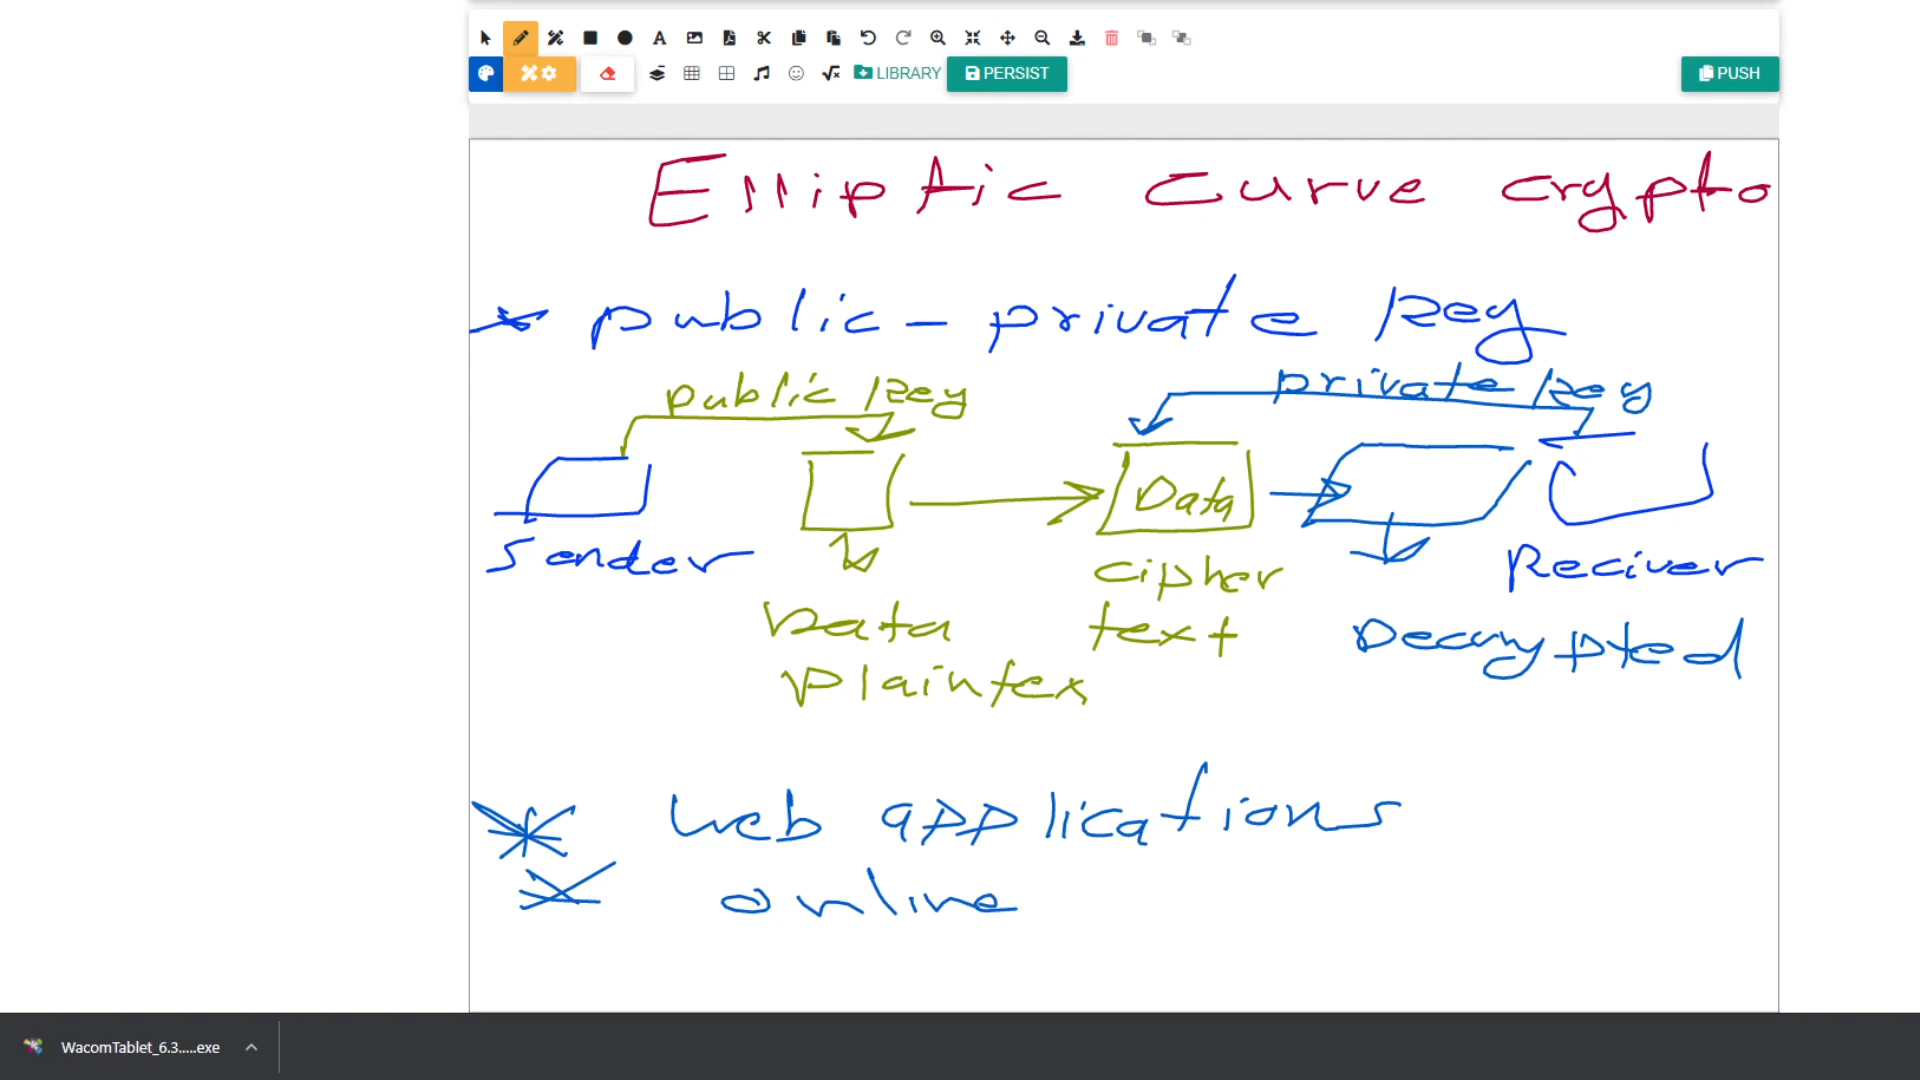 LIBRARY PERSIST PUSH
Elliptic curve crypto
public - private key
public key
private key
Data
Sender
Reciver
cipher
text
Data
plaintex
Decrypted
web applications
online
WacomTablet_6.3.....exe